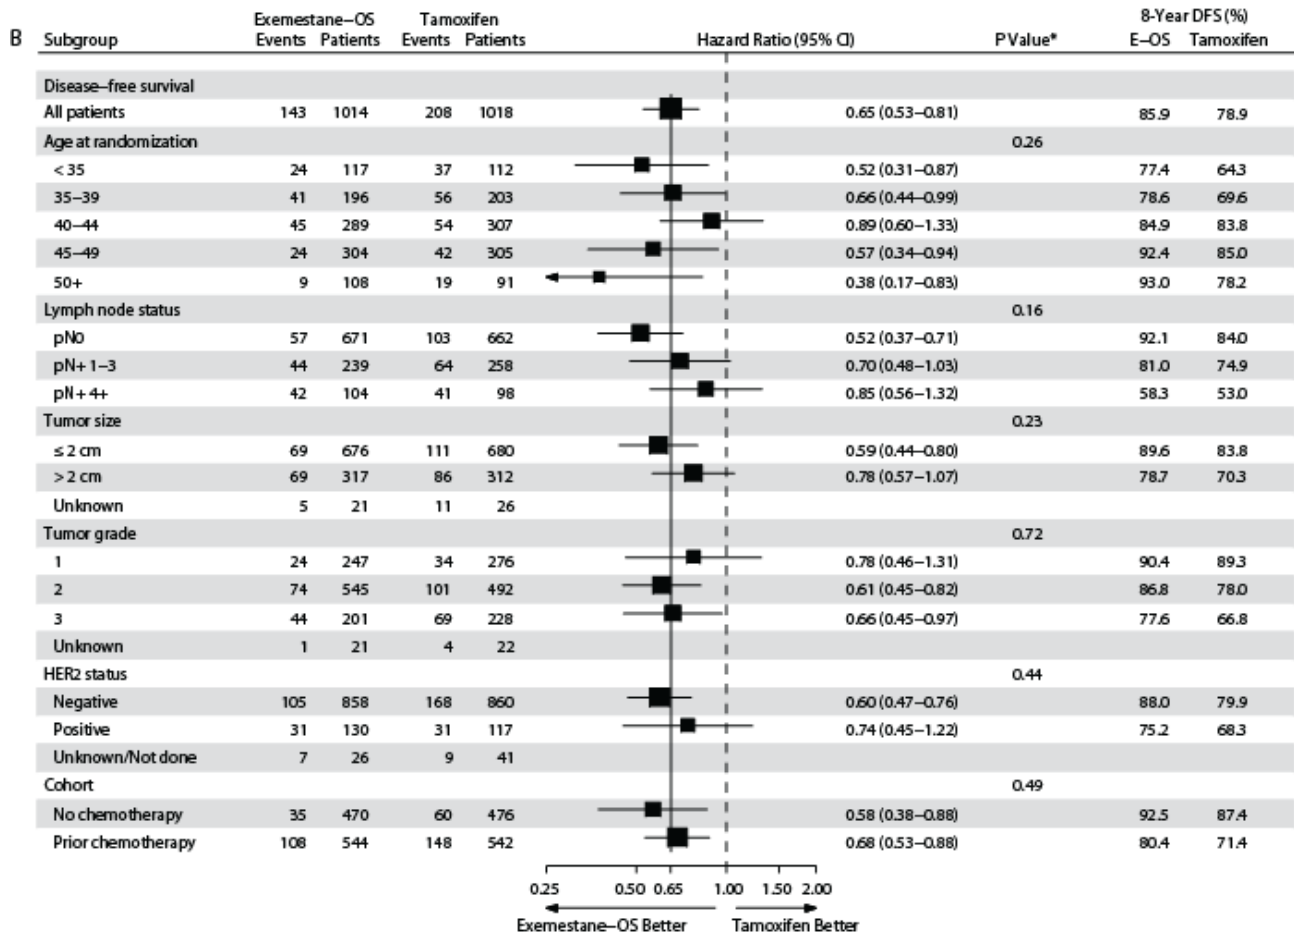 Exemestane–OS Tamoxifen 8-Year DFS (%)
B Subgroup Events Patients Events Patients Hazard Ratio (95% CI) P Value* E–OS Tamoxifen
Disease–free survival
All patients 143 1014 208 1018 0.65 (0.53–0.81) 85.9 78.9
Age at randomization 0.26
< 35 24 117 37 112 0.52 (0.31–0.87) 77.4 64.3
35–39 41 196 56 203 0.66 (0.44–0.99) 78.6 69.6
40–44 45 289 54 307 0.89 (0.60–1.33) 84.9 83.8
45–49 24 304 42 305 0.57 (0.34–0.94) 92.4 85.0
50+ 9 108 19 91 0.38 (0.17–0.83) 93.0 78.2
Lymph node status 0.16
pN0 57 671 103 662 0.52 (0.37–0.71) 92.1 84.0
pN+ 1–3 44 239 64 258 0.70 (0.48–1.03) 81.0 74.9
pN + 4+ 42 104 41 98 0.85 (0.56–1.32) 58.3 53.0
Tumor size 0.23
≤ 2 cm 69 676 111 680 0.59 (0.44–0.80) 89.6 83.8
> 2 cm 69 317 86 312 0.78 (0.57–1.07) 78.7 70.3
Unknown 5 21 11 26
Tumor grade 0.72
1 24 247 34 276 0.78 (0.46–1.31) 90.4 89.3
2 74 545 101 492 0.61 (0.45–0.82) 86.8 78.0
3 44 201 69 228 0.66 (0.45–0.97) 77.6 66.8
Unknown 1 21 4 22
HER2 status 0.44
Negative 105 858 168 860 0.60 (0.47–0.76) 88.0 79.9
Positive 31 130 31 117 0.74 (0.45–1.22) 75.2 68.3
Unknown/Not done 7 26 9 41
Cohort 0.49
No chemotherapy 35 470 60 476 0.58 (0.38–0.88) 92.5 87.4
Prior chemotherapy 108 544 148 542 0.68 (0.53–0.88) 80.4 71.4
0.25 0.50 0.65 1.00 1.50 2.00
Exemestane–OS Better Tamoxifen Better